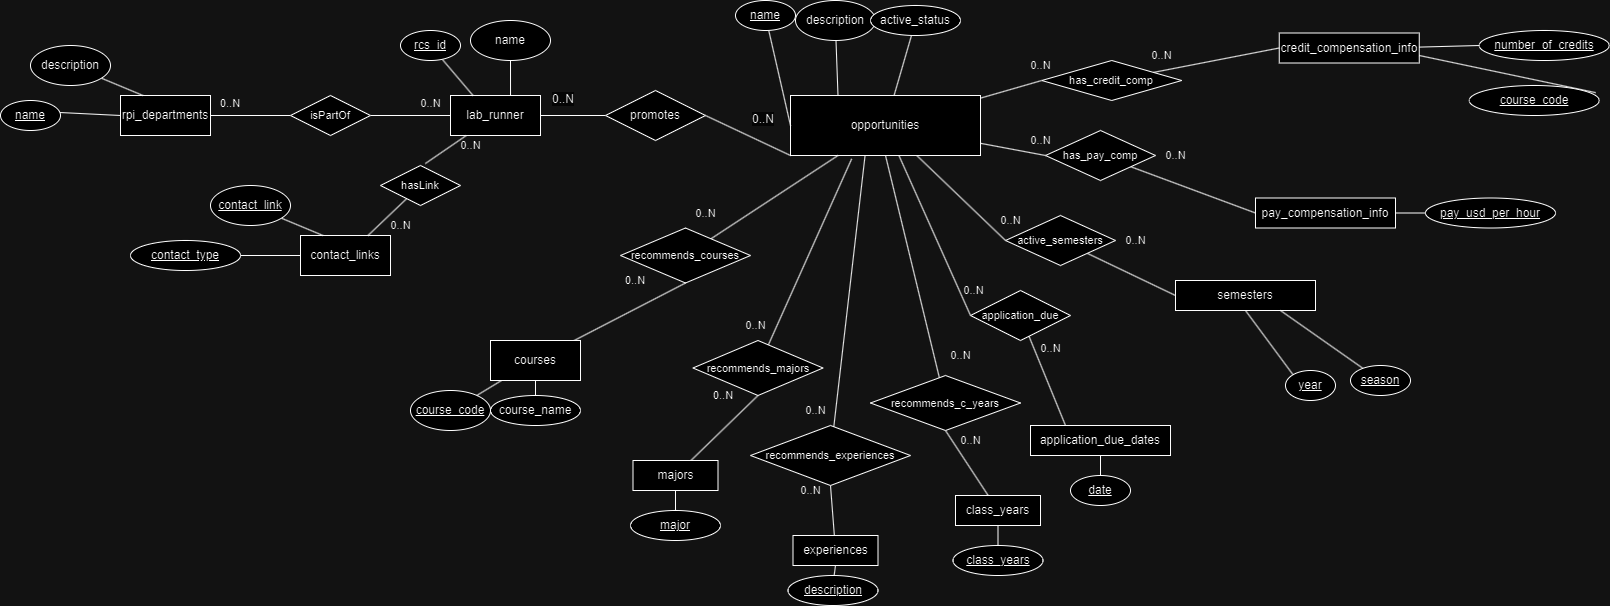 name
description
active_status
rcs_id
name
credit_compensation_info
number_of_credits
0..N
0..N
description
has_credit_comp
course_code
0..N
0..N
0..N
name
rpi_departments
isPartOf
lab_runner
promotes
0..N
opportunities
0..N
0..N
0..N
has_pay_comp
hasLink
contact_link
0..N
0..N
pay_compensation_info
pay_usd_per_hour
0..N
active_semesters
0..N
contact_type
contact_links
recommends_courses
0..N
0..N
semesters
application_due
0..N
0..N
0..N
courses
recommends_majors
year
season
course_code
course_name
0..N
recommends_c_years
0..N
0..N
application_due_dates
recommends_experiences
majors
0..N
date
class_years
major
experiences
class_years
description